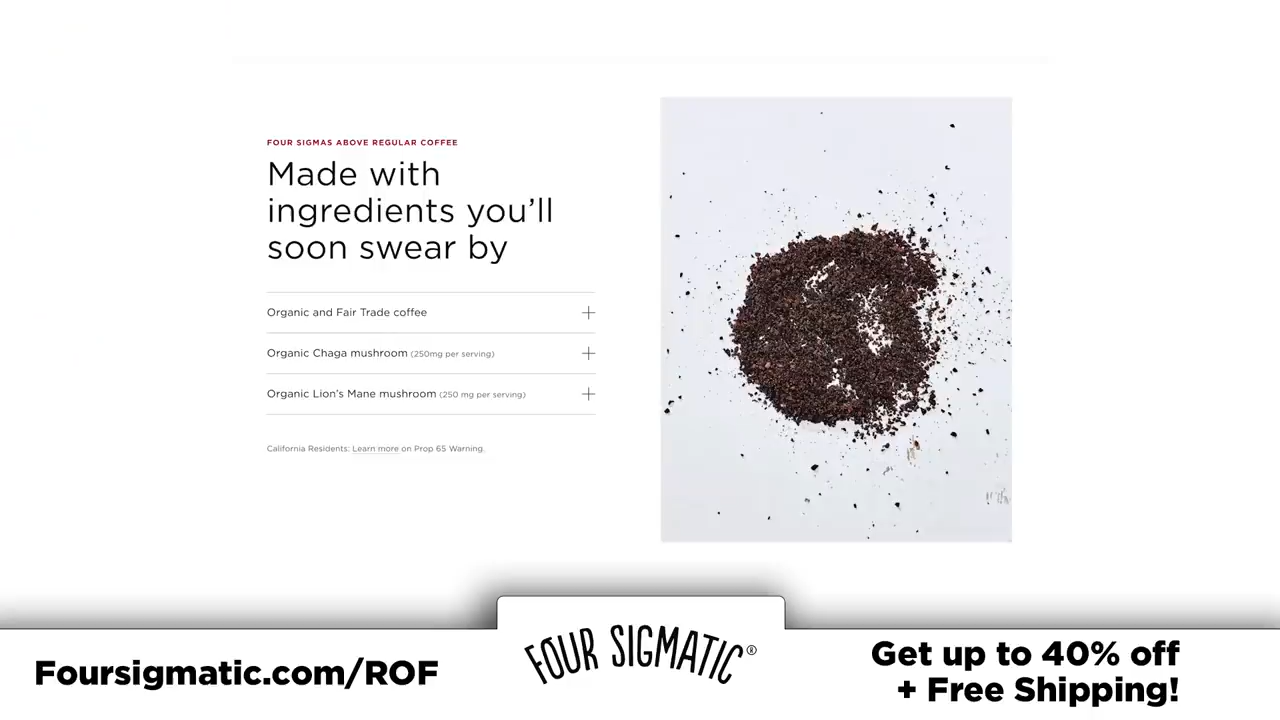 FOUR SIGMAS ABOVE REGULAR COFFEE
Made with
ingredients you'll
soon swear by
Organic and Fair Trade coffee
Organic Chaga mushroom (250mg per serving)
Organic Lion's Mane mushroom (250 mg per serving)
California Residents: Learn more on Prop 65 Warning.
Foursigmatic.com/ROF
FOUR SIGMATIC®
Get up to 40% off
+ Free Shipping!